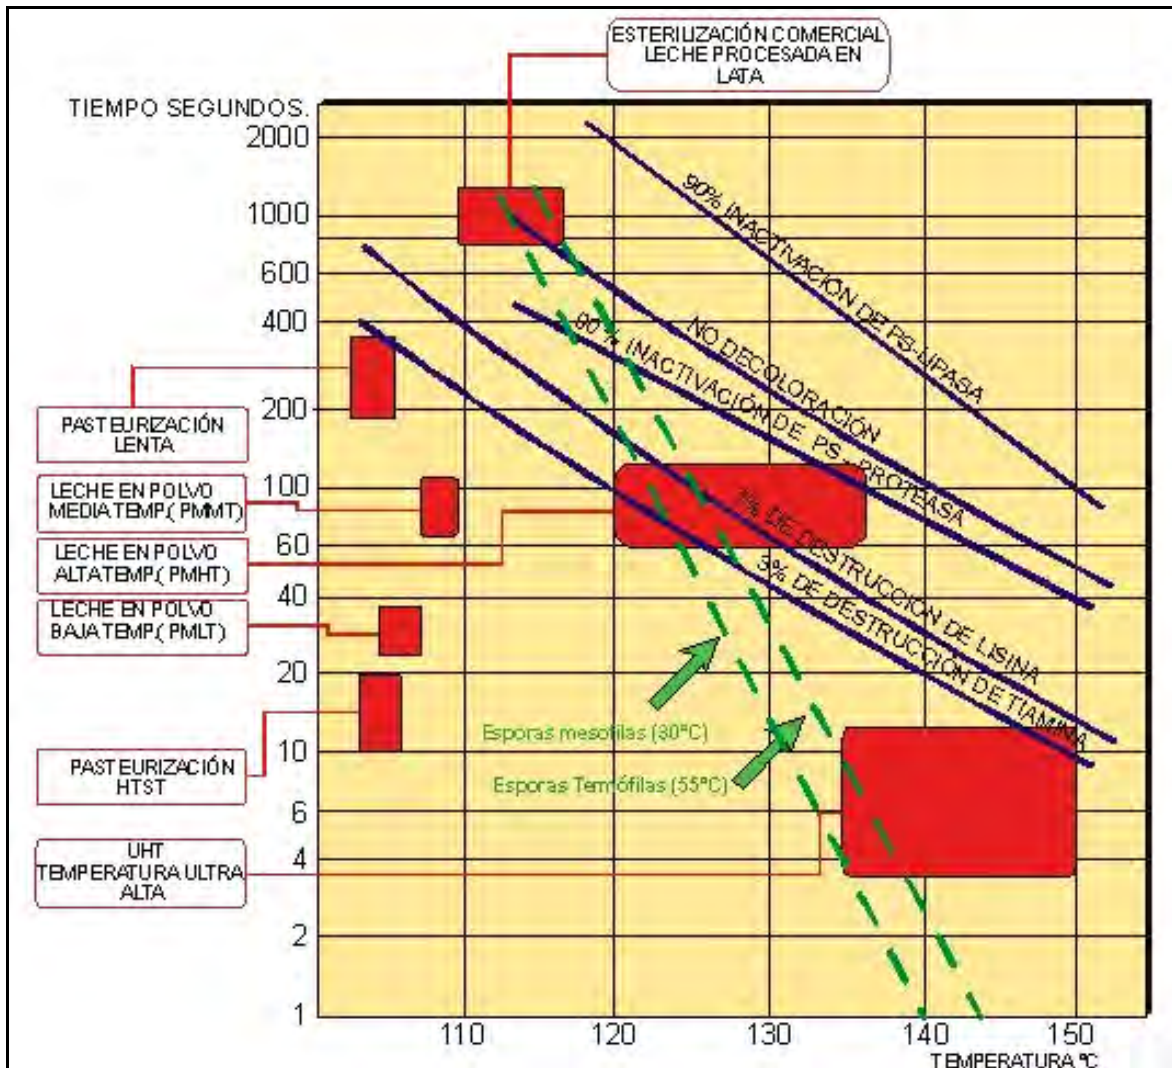 ESTERILIZACIÓN COMERCIAL
LECHE PROCESADA EN
LATA
TIEMPO SEGUNDOS.
2000
1000
600
400
200
100
60
40
20
10
6
4
2
1
PASTEURIZACIÓN
LENTA
LECHE EN POLVO
MEDIA TEMP.( PMMT)
LECHE EN POLVO
ALTA TEMP.( PMHT)
LECHE EN POLVO
BAJA TEMP.( PMLT)
PASTEURIZACIÓN
HTST
UHT
TEMPERATURA ULTRA
ALTA
90% INACTIVACIÓN DE PS-LIPASA
NO DECOLORACIÓN
90 % INACTIVACIÓN DE PS - PROTEASA
DE DESTRUCCIÓN DE LISINA
3% DE DESTRUCCIÓN DE TIAMINA
Esporas mesofilas (30ºC)
Esporas Termófilas (55ºC)
110
120
130
140
150
TEMPERATURA ºC